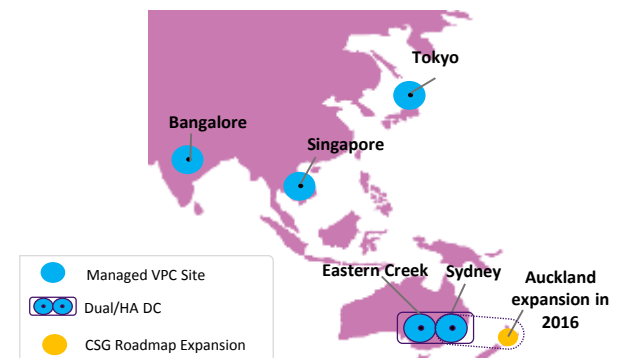 Tokyo
Bangalore
Singapore
Eastern Creek
Sydney
Auckland
expansion in
2016
Managed VPC Site
Dual/HA DC
CSG Roadmap Expansion